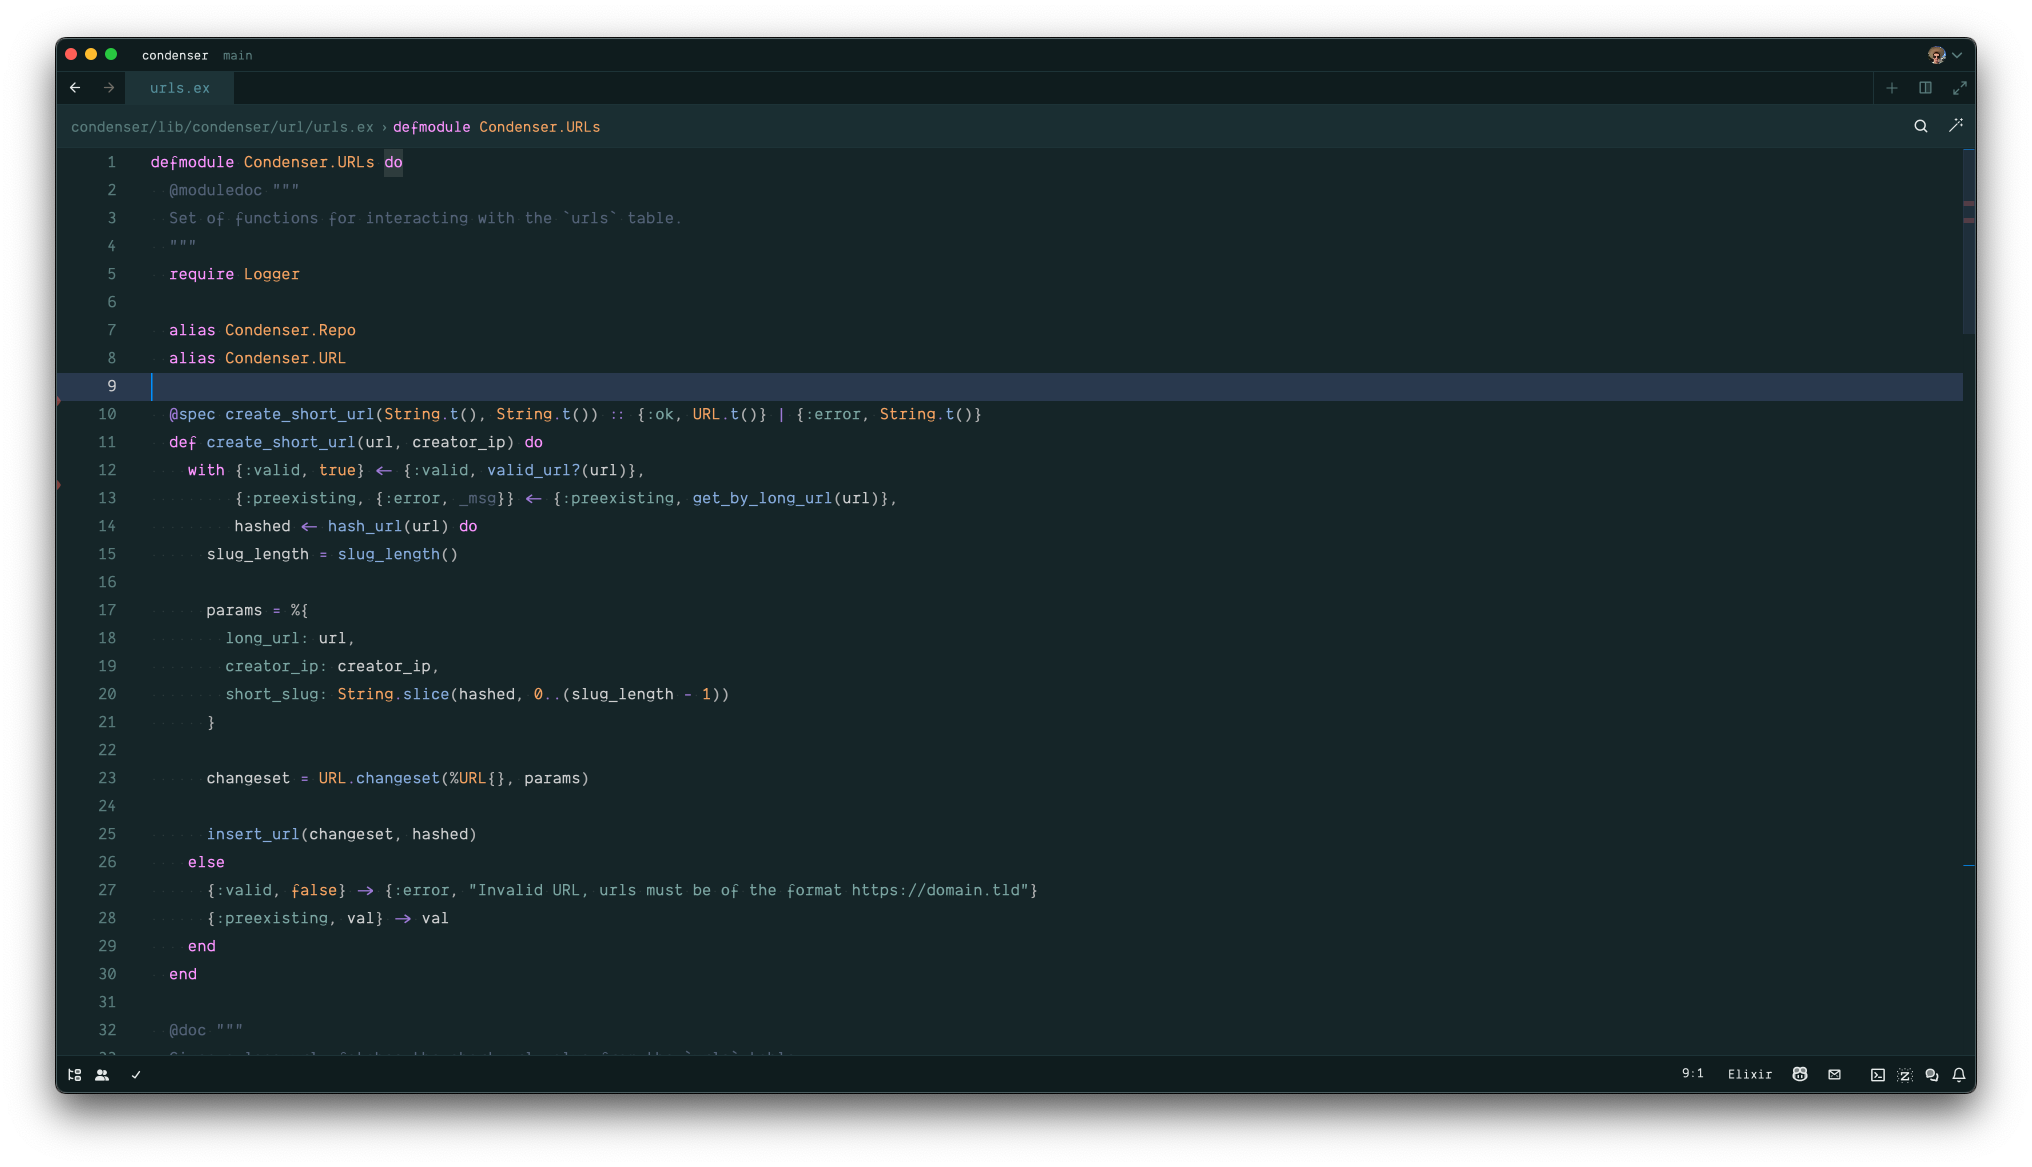 condenser main
urls.ex
condenser/lib/condenser/url/urls.ex › defmodule Condenser.URLs
1 defmodule Condenser.URLs do
2 @moduledoc """
3 Set of functions for interacting with the `urls` table.
4 """
5 require Logger
6
7 alias Condenser.Repo
8 alias Condenser.URL
9
10 @spec create_short_url(String.t(), String.t()) :: {:ok, URL.t()} | {:error, String.t()}
11 def create_short_url(url, creator_ip) do
12 with {:valid, true} <- {:valid, valid_url?(url)},
13 {:preexisting, {:error, _msg}} <- {:preexisting, get_by_long_url(url)},
14 hashed <- hash_url(url) do
15 slug_length = slug_length()
16
17 params = %{
18 long_url: url,
19 creator_ip: creator_ip,
20 short_slug: String.slice(hashed, 0..(slug_length - 1))
21 }
22
23 changeset = URL.changeset(%URL{}, params)
24
25 insert_url(changeset, hashed)
26 else
27 {:valid, false} -> {:error, "Invalid URL, urls must be of the format https://domain.tld"}
28 {:preexisting, val} -> val
29 end
30 end
31
32 @doc """
9:1 Elixir